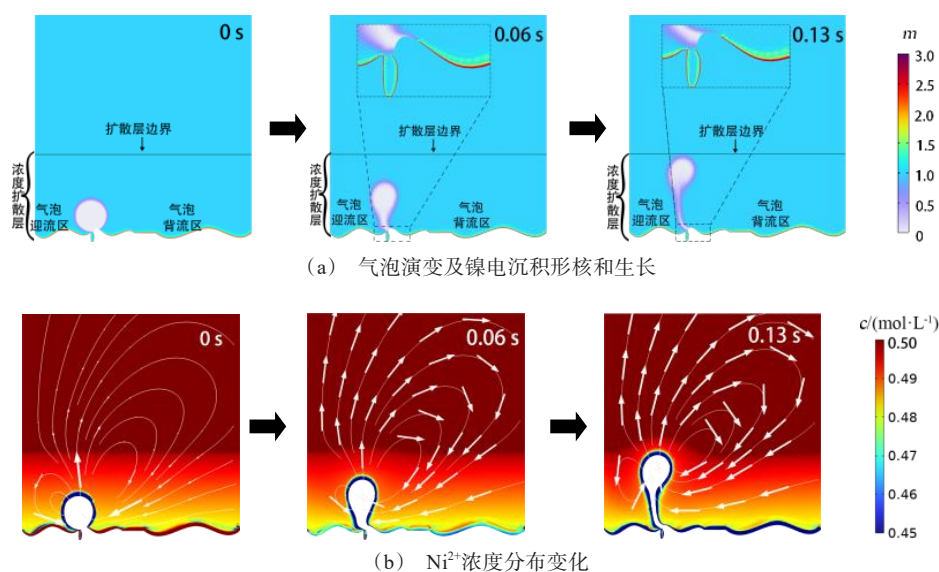 0 s
0.06 s
0.13 s
m
3.0
2.5
2.0
1.5
1.0
0.5
0
扩散层边界
扩散层边界
扩散层边界
浓度扩散层
气泡
迎流区
气泡
背流区
浓度扩散层
气泡
迎流区
气泡
背流区
浓度扩散层
气泡
迎流区
气泡
背流区
(a) 气泡演变及镍电沉积形核和生长
0 s
0.06 s
0.13 s
c/(mol·L⁻¹)
0.50
0.49
0.48
0.47
0.46
0.45
(b) Ni²⁺浓度分布变化